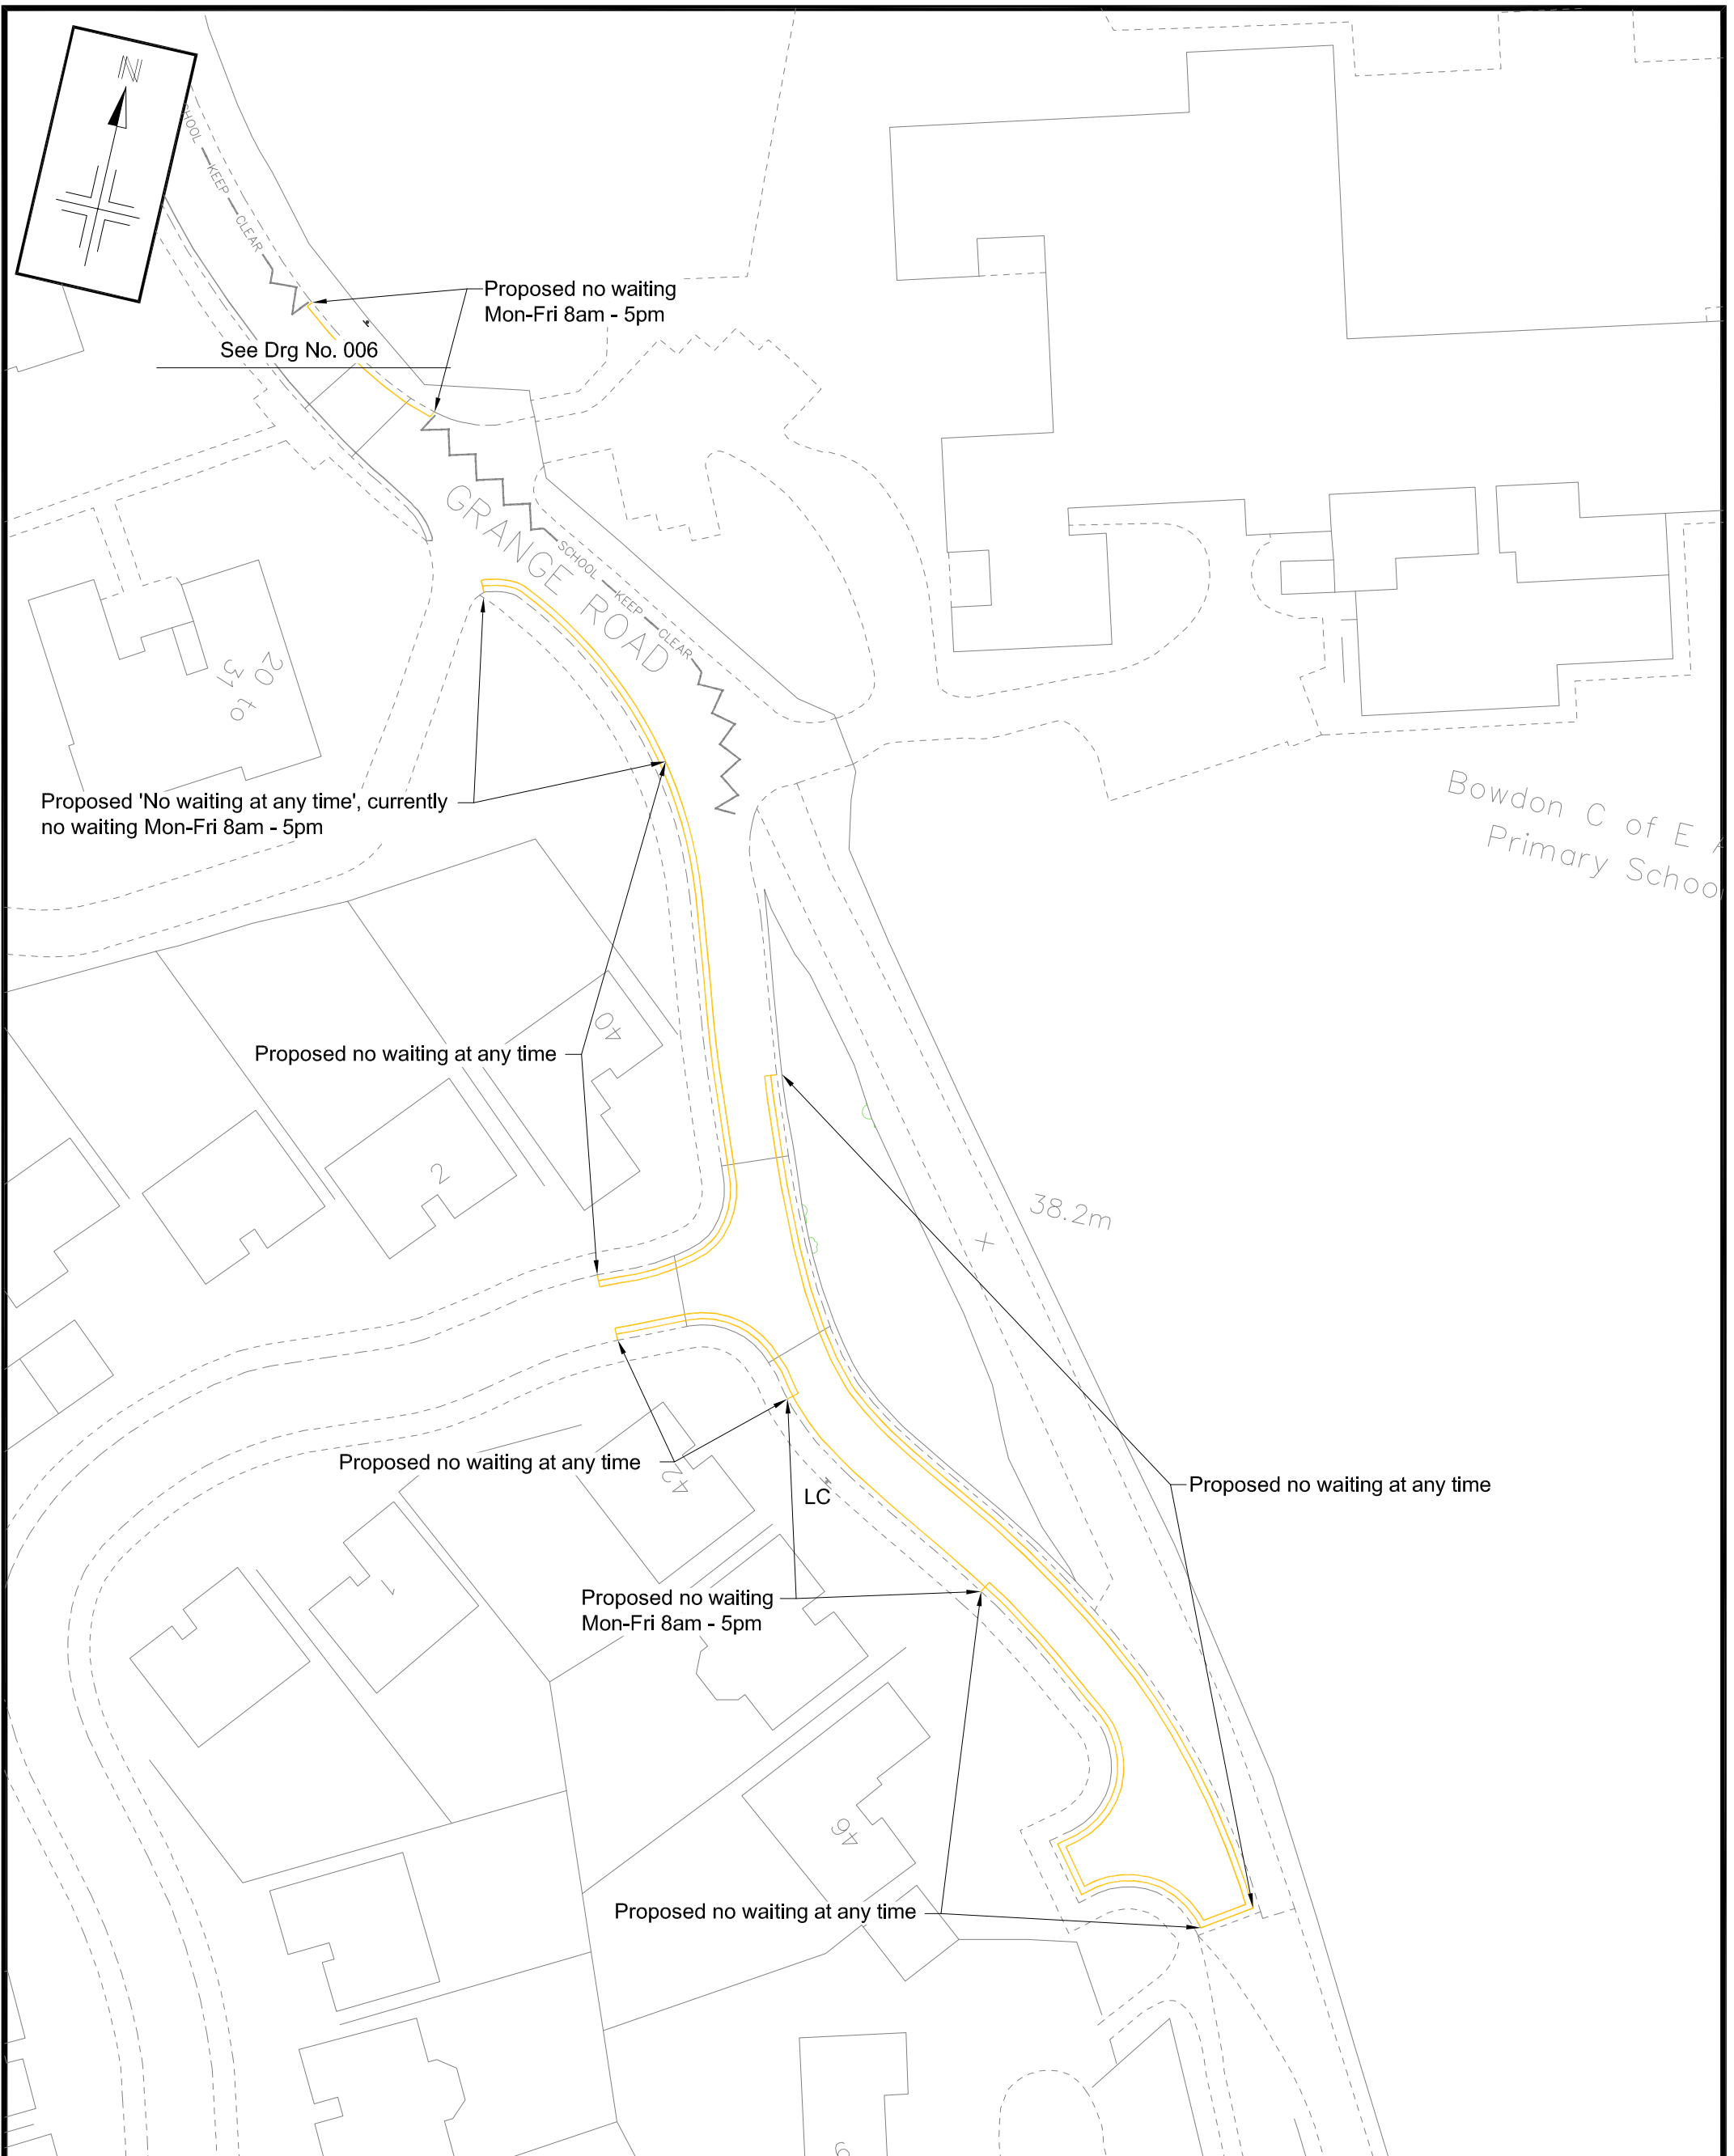 N
SCHOOL KEEP CLEAR
Proposed no waiting
Mon-Fri 8am - 5pm
See Drg No. 006
GRANGE ROAD
SCHOOL KEEP CLEAR
20
31 to
Proposed 'No waiting at any time', currently
no waiting Mon-Fri 8am - 5pm
Bowdon C of E
Primary School
40
Proposed no waiting at any time
2
38.2m
Proposed no waiting at any time
42
Proposed no waiting at any time
LC
1
Proposed no waiting
Mon-Fri 8am - 5pm
46
Proposed no waiting at any time